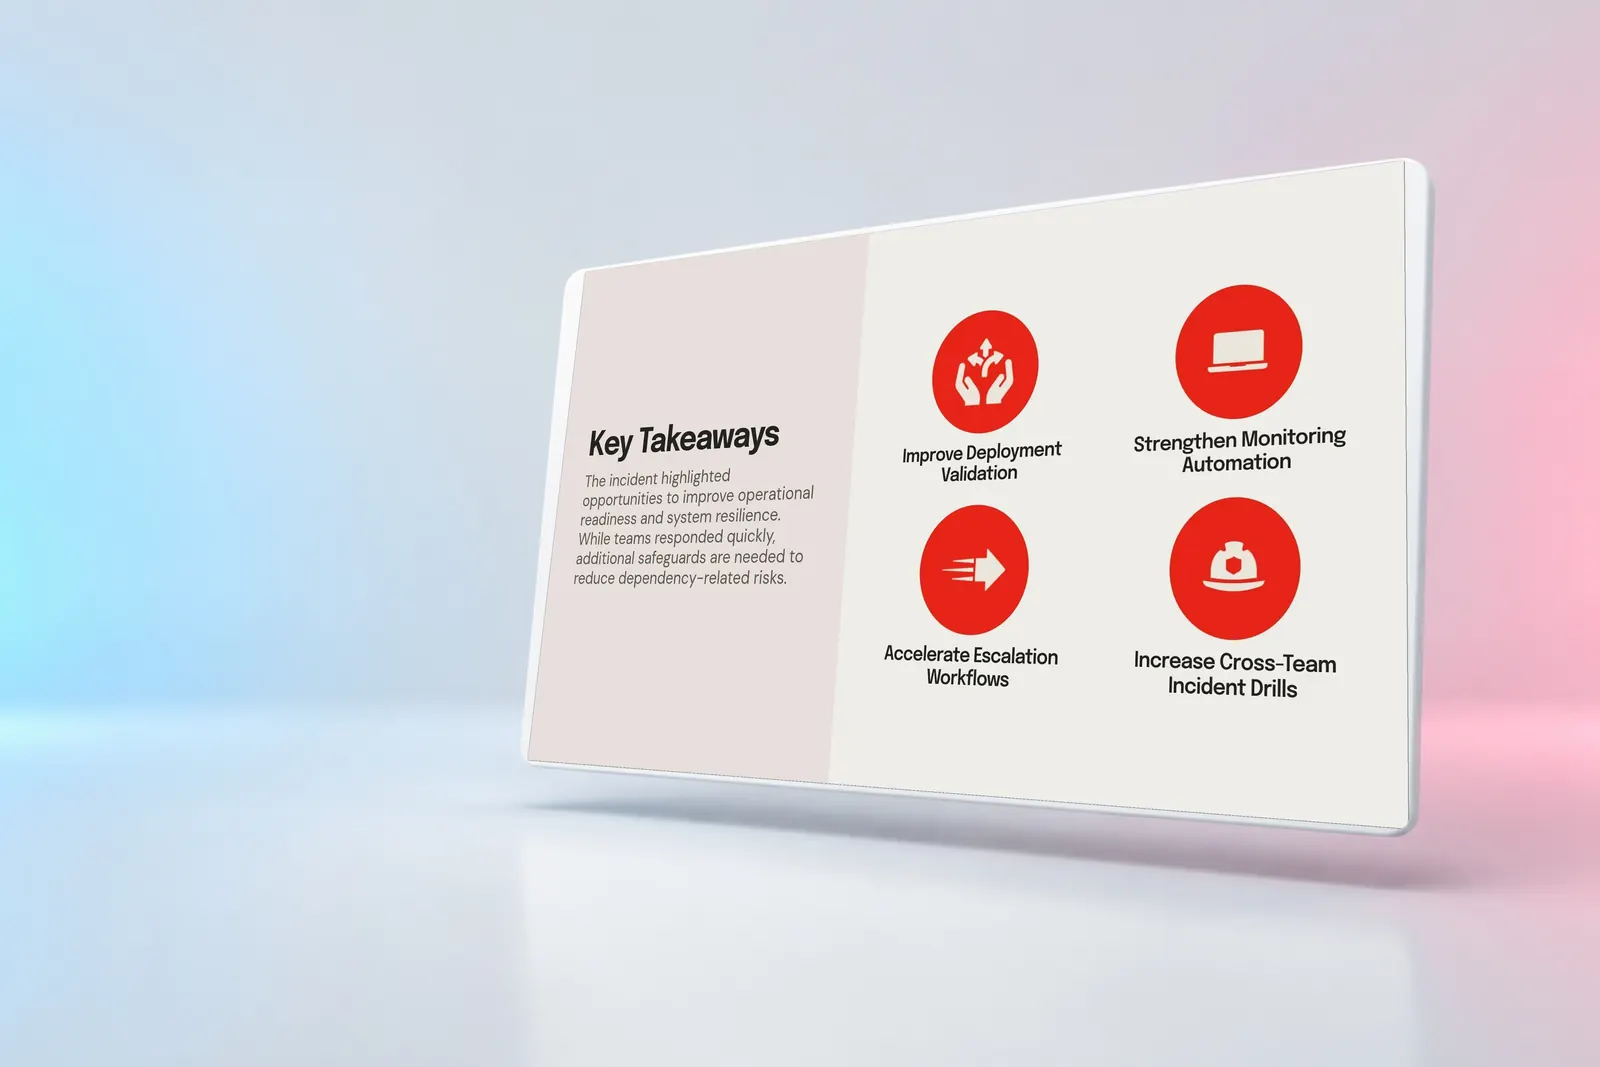 Key Takeaways
The incident highlighted
opportunities to improve operational
readiness and system resilience.
While teams responded quickly,
additional safeguards are needed to
reduce dependency-related risks.
Improve Deployment
Validation
Strengthen Monitoring
Automation
Accelerate Escalation
Workflows
Increase Cross-Team
Incident Drills